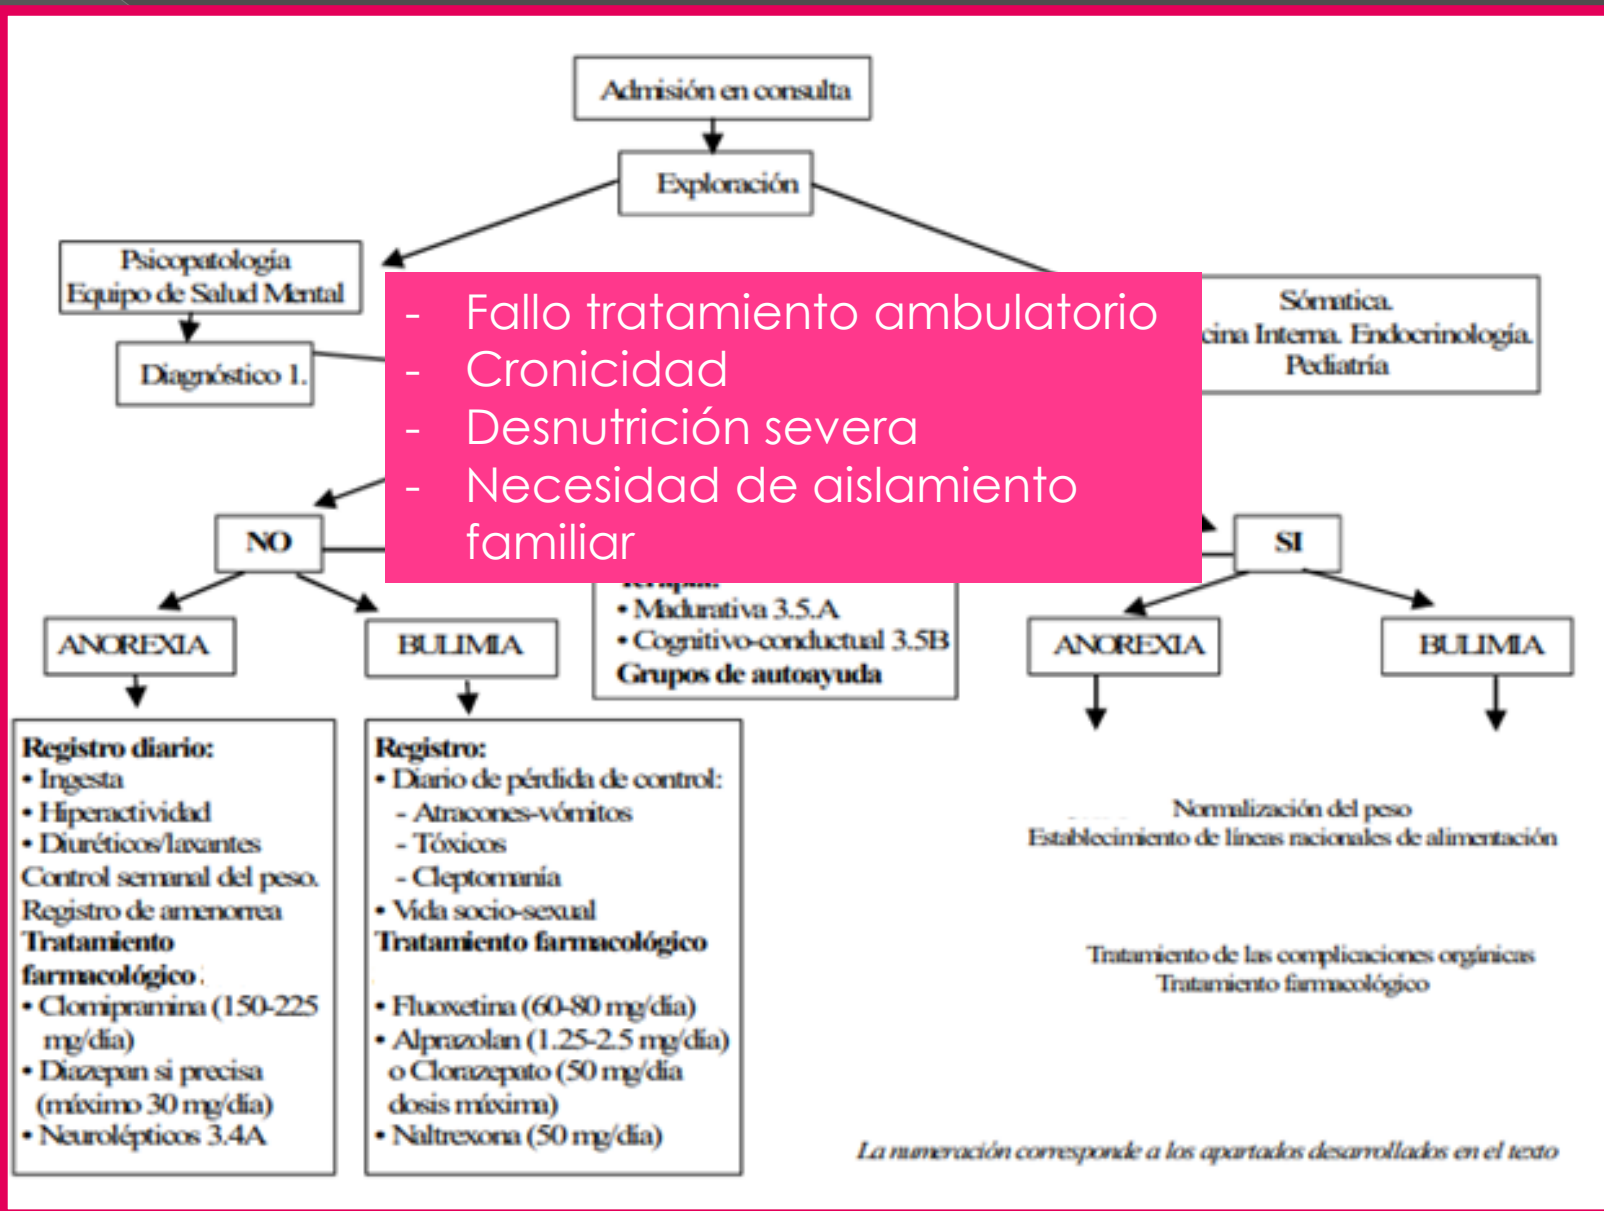 Admisión en consulta
Exploración
Psicopatología
Equipo de Salud Mental
Diagnóstico 1.
- Fallo tratamiento ambulatorio
- Cronicidad
- Desnutrición severa
- Necesidad de aislamiento
familiar
Sómatica.
Interna. Endocrinología.
Pediatría
NO
SI
ANOREXIA
BULIMIA
• Madurativa 3.5.A
• Cognitivo-conductual 3.5B
Grupos de autoayuda
ANOREXIA
BULIMIA
Registro diario:
• Ingesta
• Hiperactividad
• Diuréticos/laxantes
Control semanal del peso.
Registro de amenorrea
Tratamiento
farmacológico
• Clomipramina (150-225
mg/día)
• Diazepan si precisa
(máximo 30 mg/día)
• Neurolépticos 3.4A
Registro:
• Diario de pérdida de control:
- Atracones-vómitos
- Tóxicos
- Cleptomanía
• Vida socio-sexual
Tratamiento farmacológico
• Fluoxetina (60-80 mg/día)
• Alprazolan (1.25-2.5 mg/día)
o Clorazepato (50 mg/día
dosis máxima)
• Naltrexona (50 mg/día)
Normalización del peso
Establecimiento de líneas racionales de alimentación
Tratamiento de las complicaciones orgánicas
Tratamiento farmacológico
La numeración corresponde a los apartados desarrollados en el texto